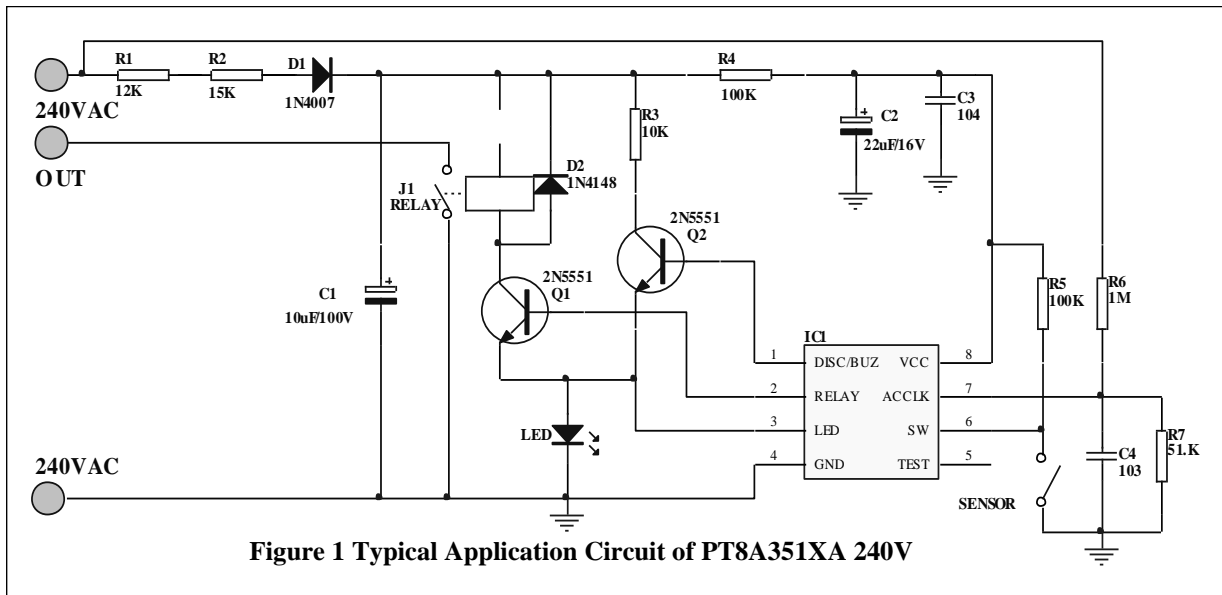 R1
12K
R2
15K
D1
1N4007
R4
100K
240VAC
OUT
R3
10K
C2
22uF/16V
C3
104
J1
RELAY
D2
1N4148
2N5551
Q2
2N5551
Q1
C1
10uF/100V
+
+
R5
100K
R6
1M
IC1
1 DISC/BUZ VCC 8
2 RELAY ACCLK 7
3 LED SW 6
4 GND TEST 5
LED
R7
51.K
C4
103
SENSOR
240VAC
Figure 1 Typical Application Circuit of PT8A351XA 240V